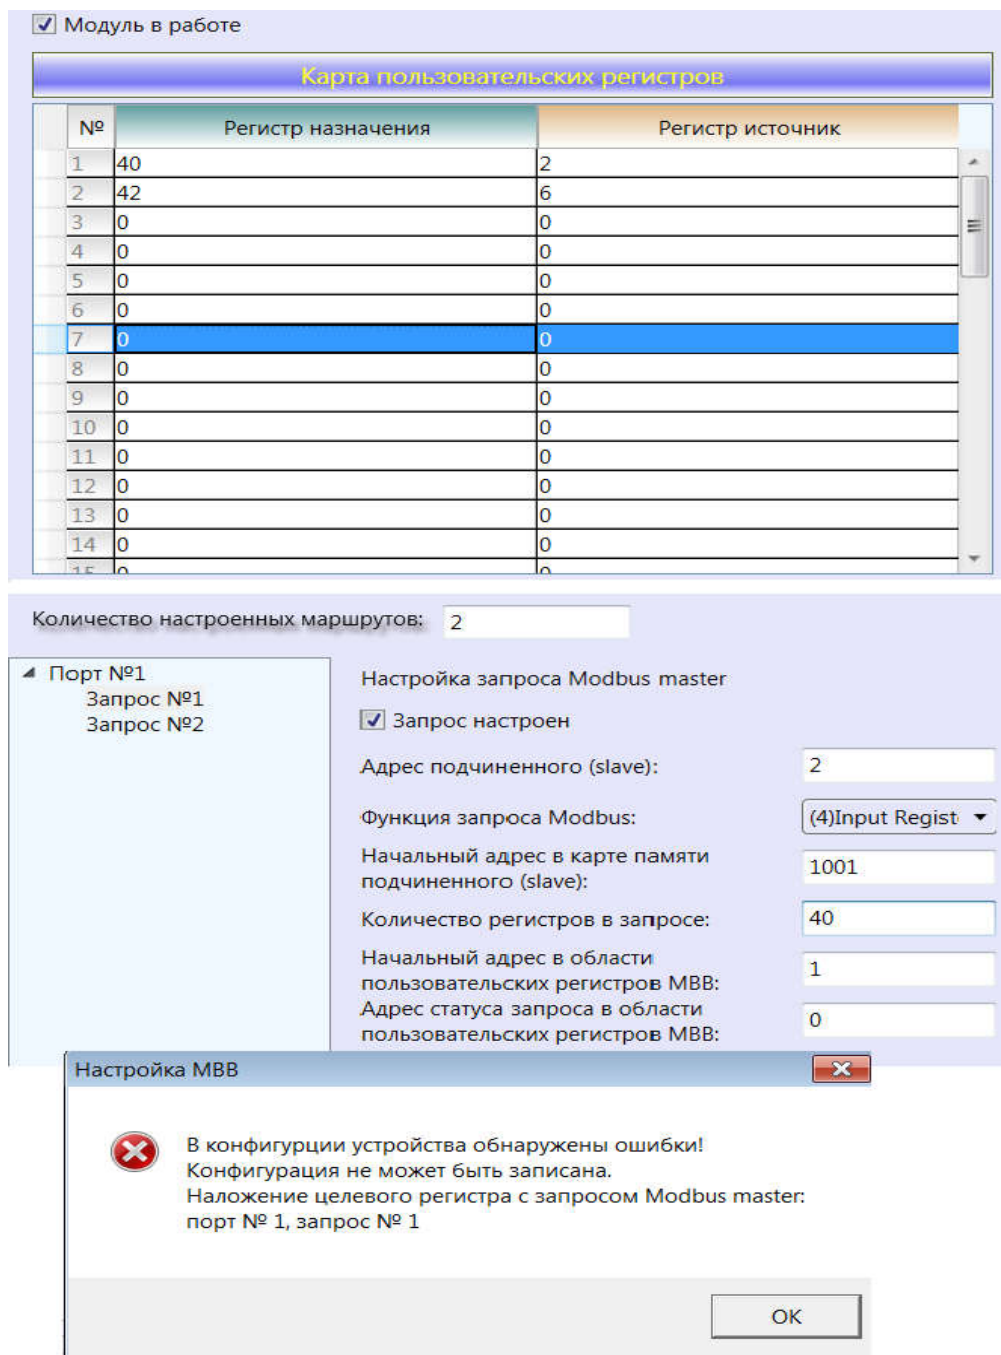 Модуль в работе
Карта пользовательских регистров
№ Регистр назначения Регистр источник
1 40 2
2 42 6
3 0 0
4 0 0
5 0 0
6 0 0
7 0 0
8 0 0
9 0 0
10 0 0
11 0 0
12 0 0
13 0 0
14 0 0
15 0 0
Количество настроенных маршрутов: 2
Порт №1
Запрос №1
Запрос №2
Настройка запроса Modbus master
Запрос настроен
Адрес подчиненного (slave): 2
Функция запроса Modbus: (4)Input Regist
Начальный адрес в карте памяти
подчиненного (slave): 1001
Количество регистров в запросе: 40
Начальный адрес в области
пользовательских регистров МВВ: 1
Адрес статуса запроса в области
пользовательских регистров МВВ: 0
Настройка МВВ
В конфигурции устройства обнаружены ошибки!
Конфигурация не может быть записана.
Наложение целевого регистра с запросом Modbus master:
порт № 1, запрос № 1
OK